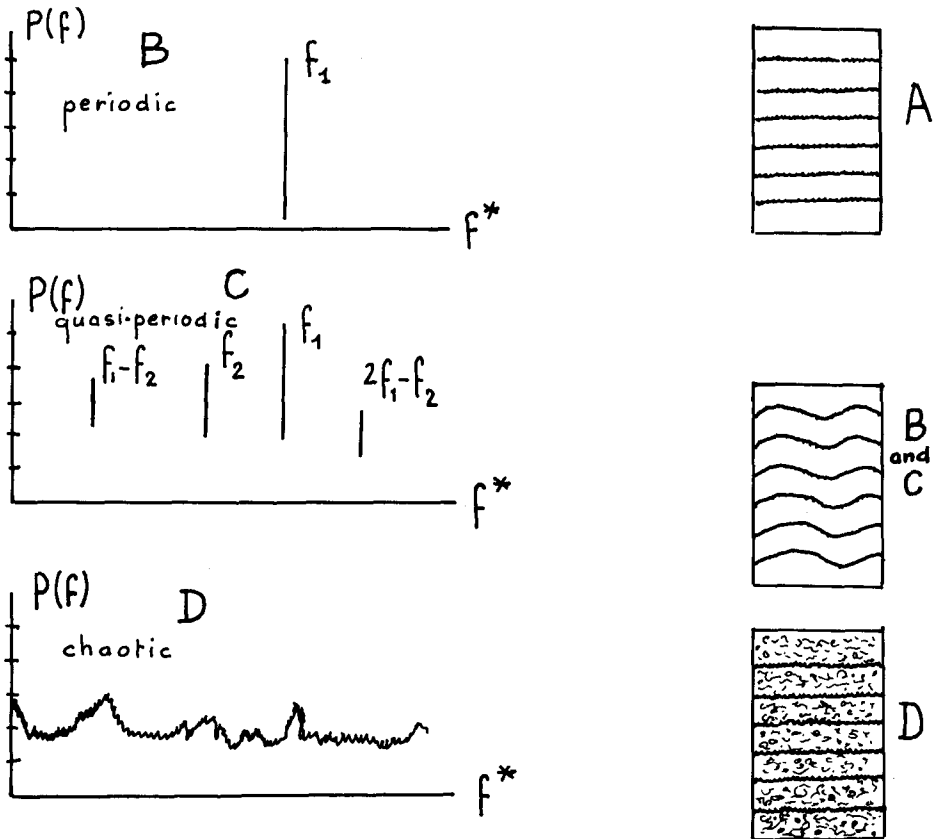 P(f)
B
f₁
periodic
f*
A
P(f)
C
quasi-periodic
f₁-f₂
f₂
f₁
2f₁-f₂
f*
B
and
C
P(f)
D
chaotic
f*
D